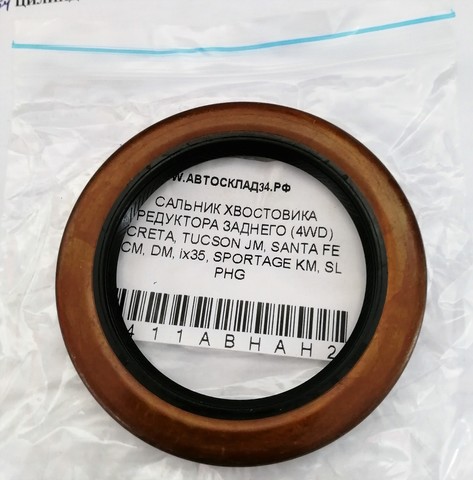 W.АВТОСКЛАД34.РФ
САЛЬНИК ХВОСТОВИКА
РЕДУКТОРА ЗАДНЕГО (4WD)
CRETA, TUCSON JM, SANTA FE
CM, DM, ix35, SPORTAGE KM, SL
PHG
411ABHAH2